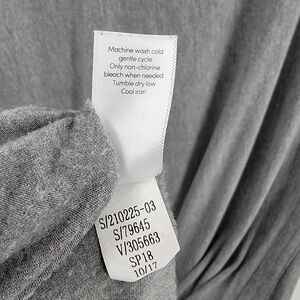 Machine wash cold
gentle cycle
Only non-chlorine
bleach when needed
Tumble dry low
Cool iron
S/210225-03
S/79645
V/305663
SP18
10/17